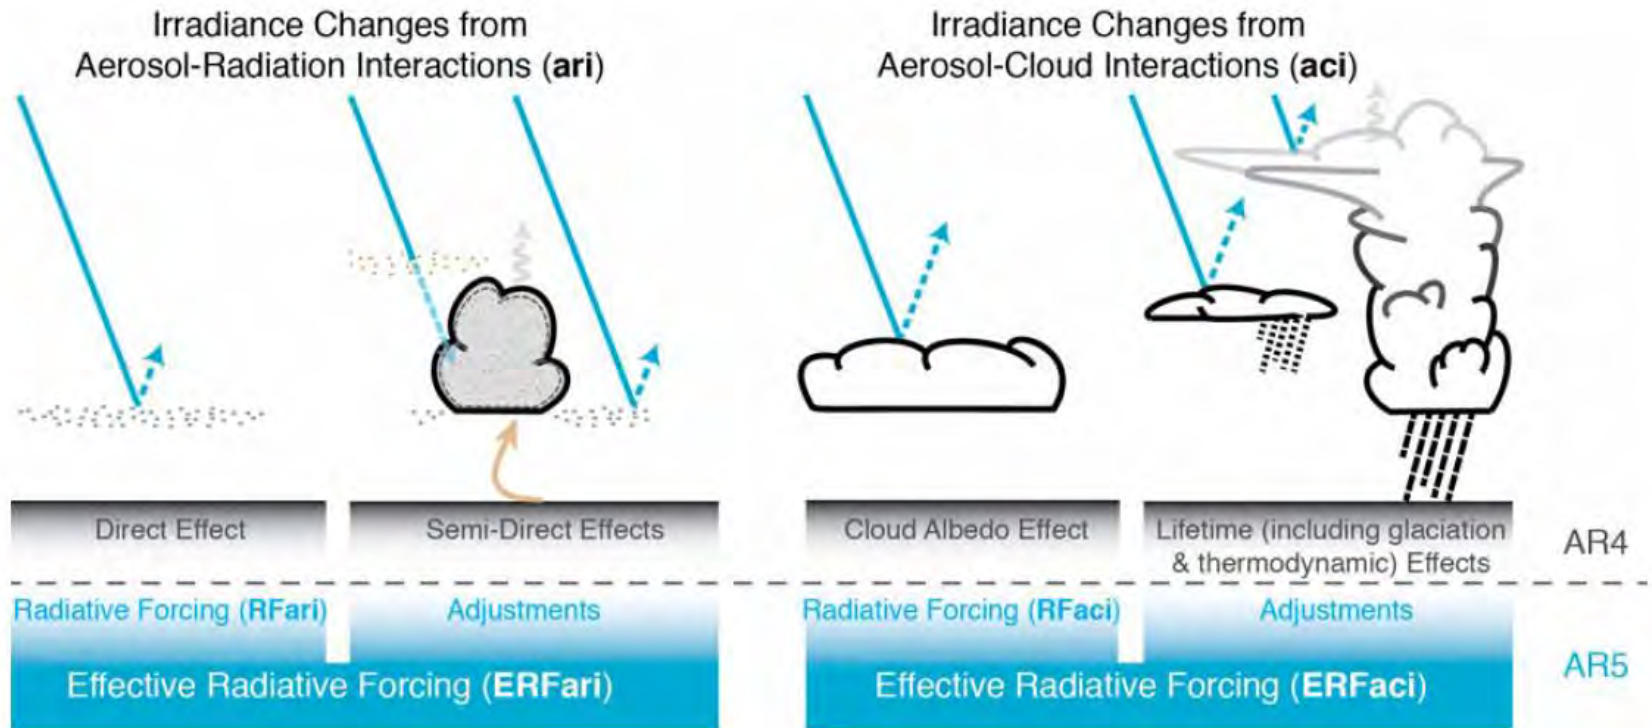 Irradiance Changes from
Aerosol-Radiation Interactions (ari)
Irradiance Changes from
Aerosol-Cloud Interactions (aci)
Direct Effect
Semi-Direct Effects
Cloud Albedo Effect
Lifetime (including glaciation
& thermodynamic) Effects
AR4
Radiative Forcing (RFari)
Adjustments
Radiative Forcing (RFaci)
Adjustments
Effective Radiative Forcing (ERFari)
Effective Radiative Forcing (ERFaci)
AR5